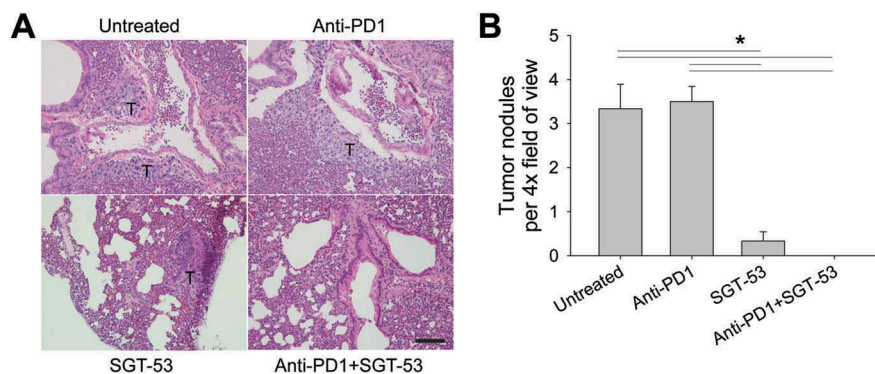 A
Untreated
Anti-PD1
T
T
T
T
SGT-53
Anti-PD1+SGT-53
B
*
Tumor nodules
per 4x field of view
5
4
3
2
1
0
Untreated
Anti-PD1
SGT-53
Anti-PD1+SGT-53